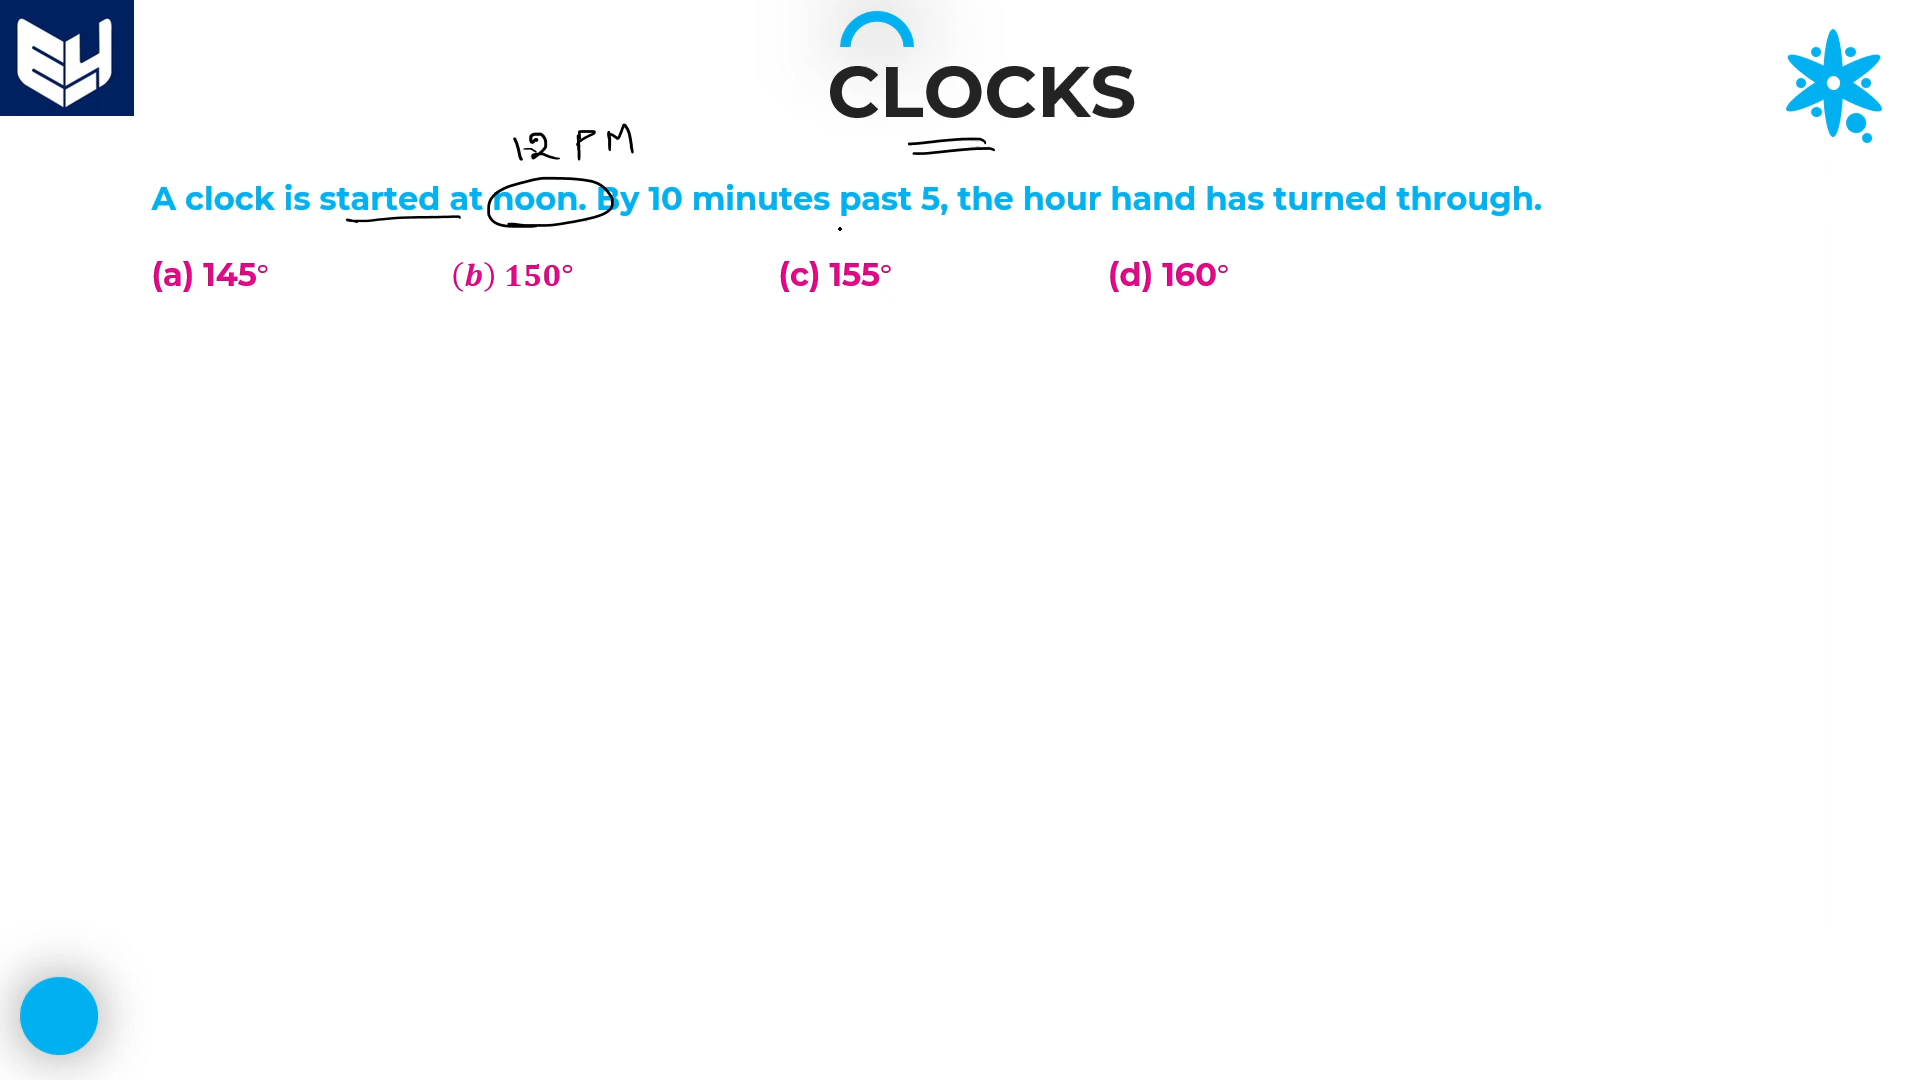 CLOCKS
12 PM
A clock is started at noon. By 10 minutes past 5, the hour hand has turned through.
(a) 145° (b) 150° (c) 155° (d) 160°